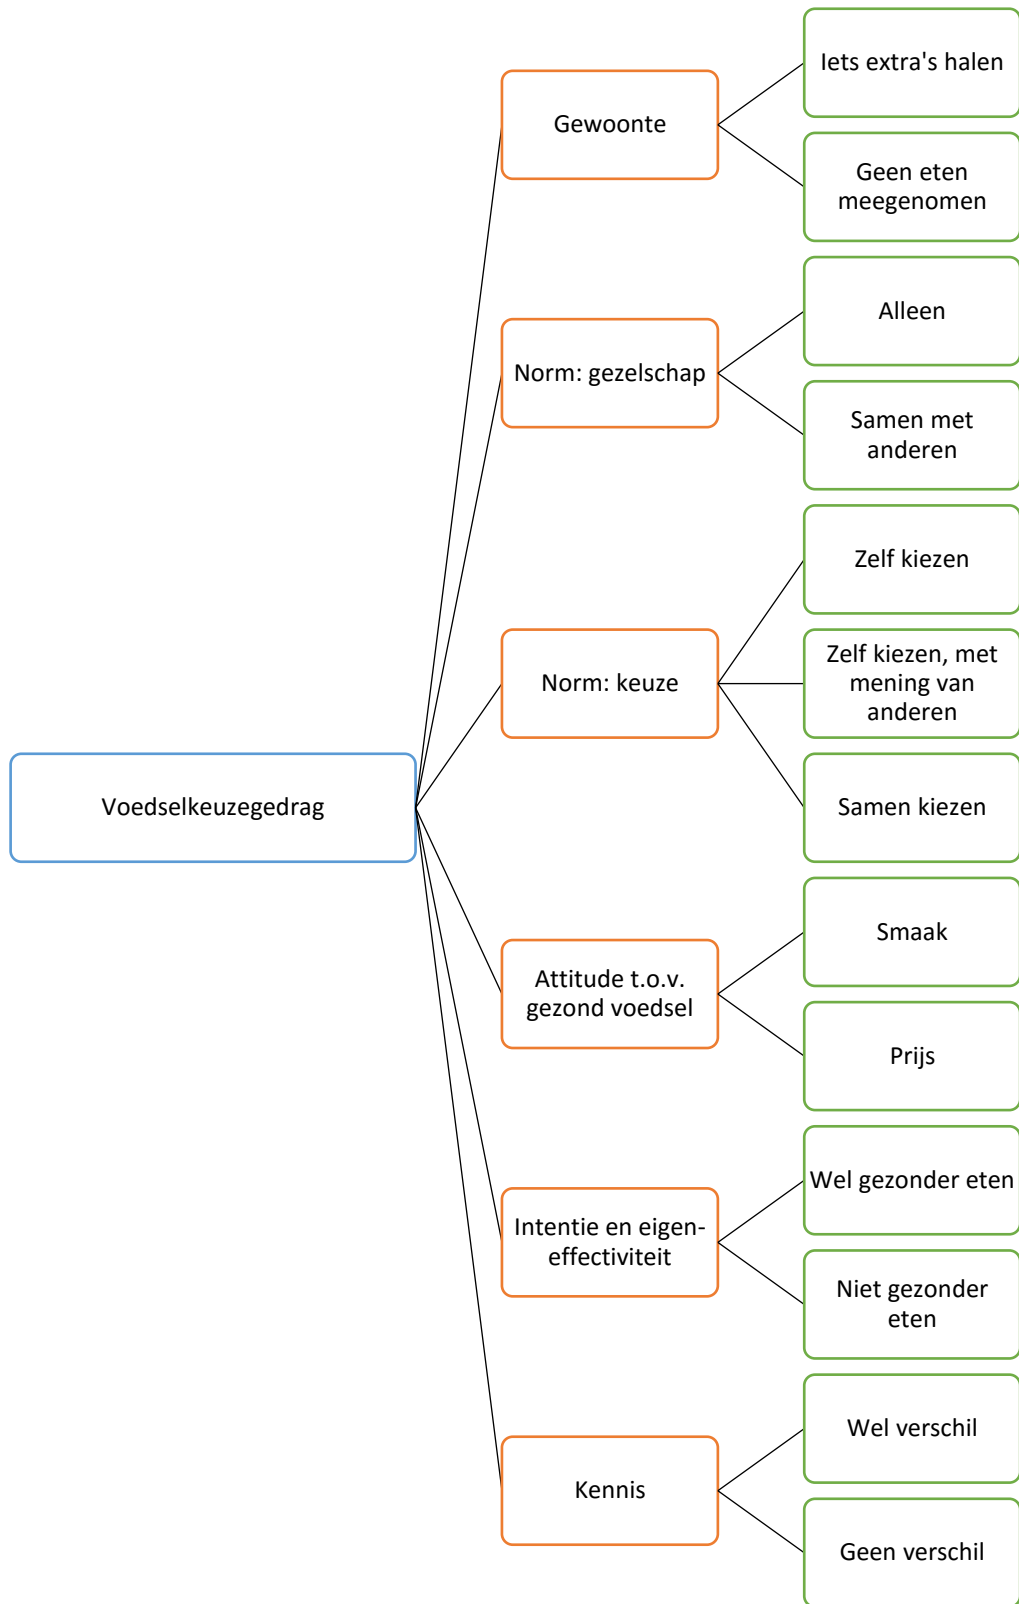 Voedselkeuzegedrag
Gewoonte
Iets extra's halen
Geen eten
meegenomen
Norm: gezelschap
Alleen
Samen met
anderen
Norm: keuze
Zelf kiezen
Zelf kiezen, met
mening van
anderen
Samen kiezen
Attitude t.o.v.
gezond voedsel
Smaak
Prijs
Intentie en eigen-
effectiviteit
Wel gezonder eten
Niet gezonder
eten
Kennis
Wel verschil
Geen verschil